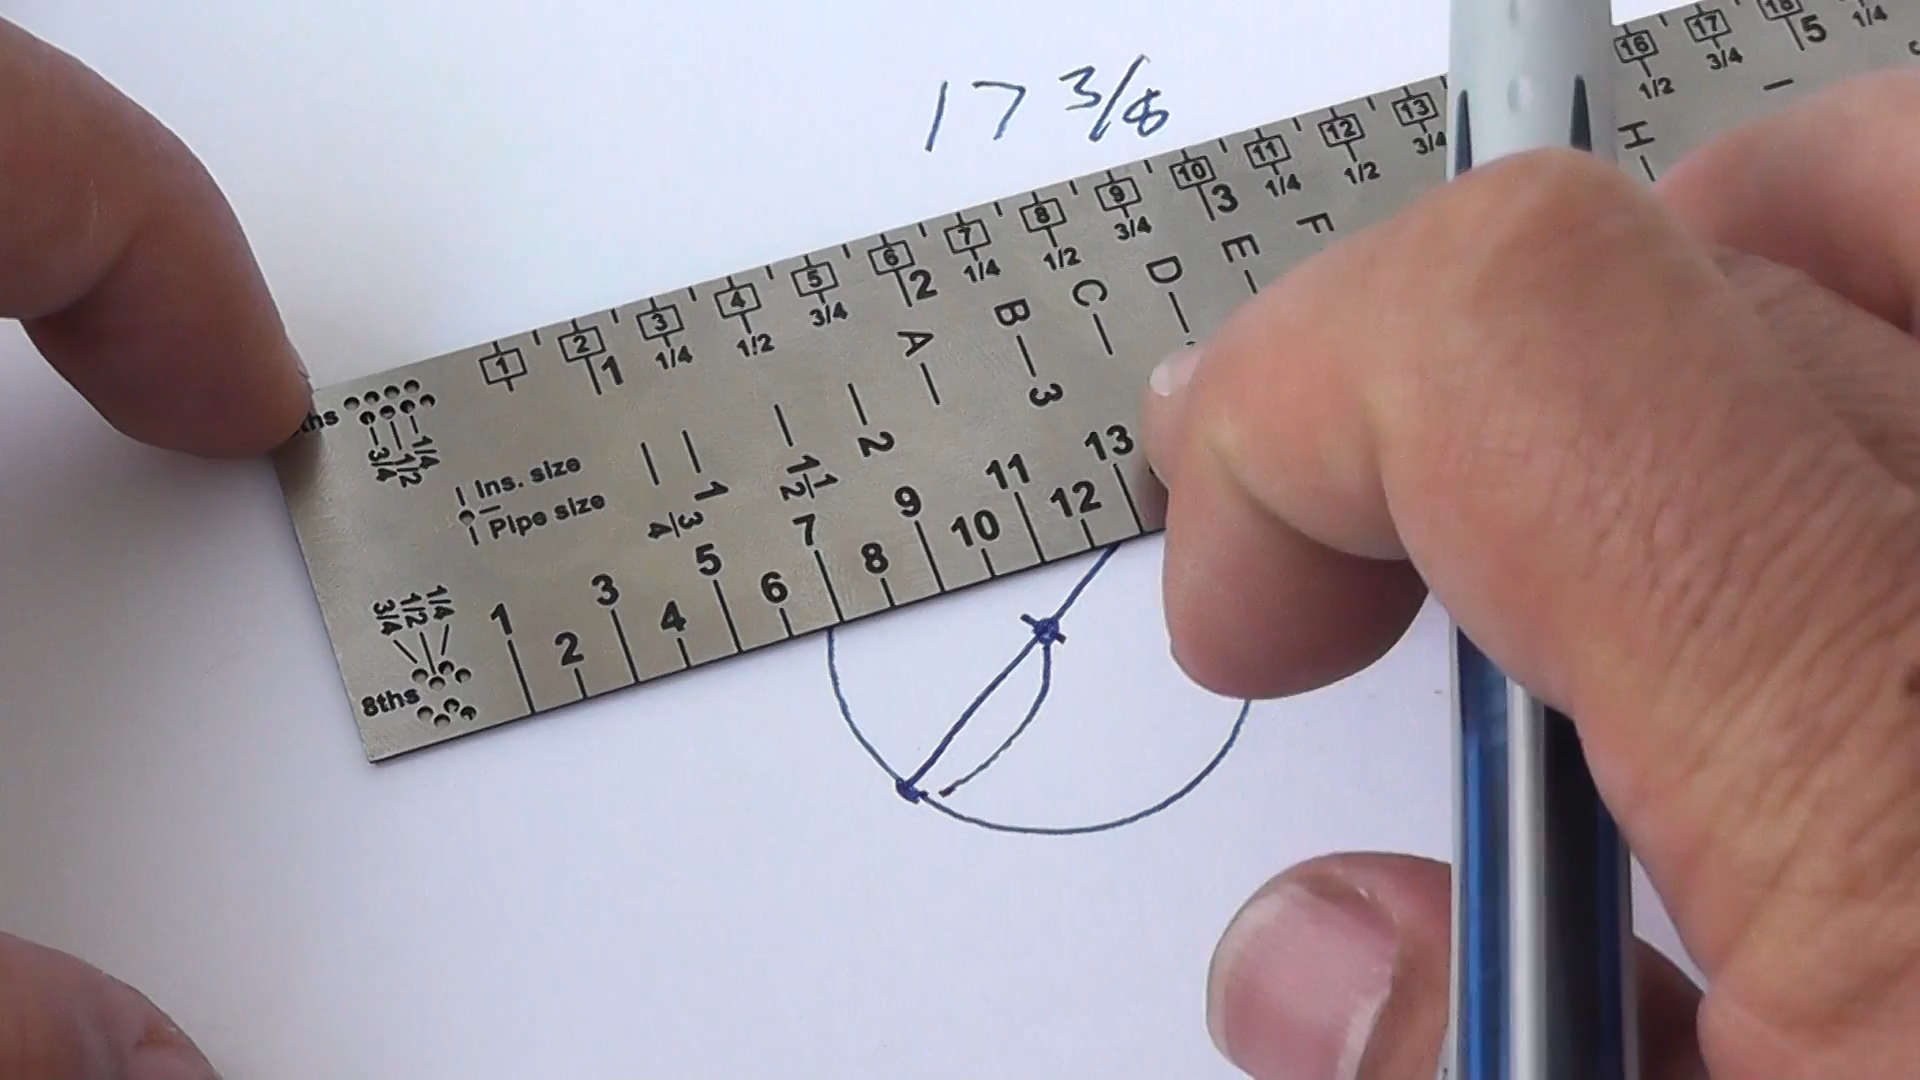 17 3/8
1 2 3 4 5 6 7 8 9 10 11 12 13 16 17 18
1 1/4 1/2 3/4 2 1/4 1/2 3/4 3 1/4 1/2 3/4 1/2 3/4 5 1/4
A B C D E F H I
ths
3/4 1/2 1/4
Ins. size
Pipe size
3/4 1 1 1/2 2 3
3/4 1/2 1/4
1 2 3 4 5 6 7 8 9 10 11 12 13
8ths